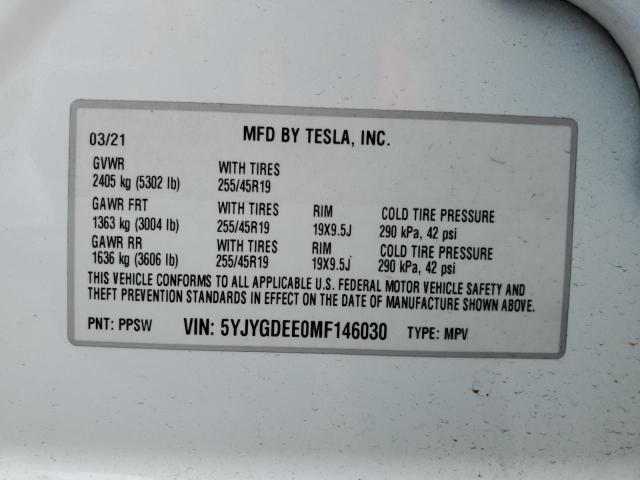 03/21 MFD BY TESLA, INC.
GVWR WITH TIRES
2405 kg (5302 lb) 255/45R19
GAWR FRT WITH TIRES RIM COLD TIRE PRESSURE
1363 kg (3004 lb) 255/45R19 19X9.5J 290 kPa, 42 psi
GAWR RR WITH TIRES RIM COLD TIRE PRESSURE
1636 kg (3606 lb) 255/45R19 19X9.5J 290 kPa, 42 psi
THIS VEHICLE CONFORMS TO ALL APPLICABLE U.S. FEDERAL MOTOR VEHICLE SAFETY AND
THEFT PREVENTION STANDARDS IN EFFECT ON THE DATE OF MANUFACTURE SHOWN ABOVE.
PNT: PPSW VIN: 5YJYGDEE0MF146030 TYPE: MPV